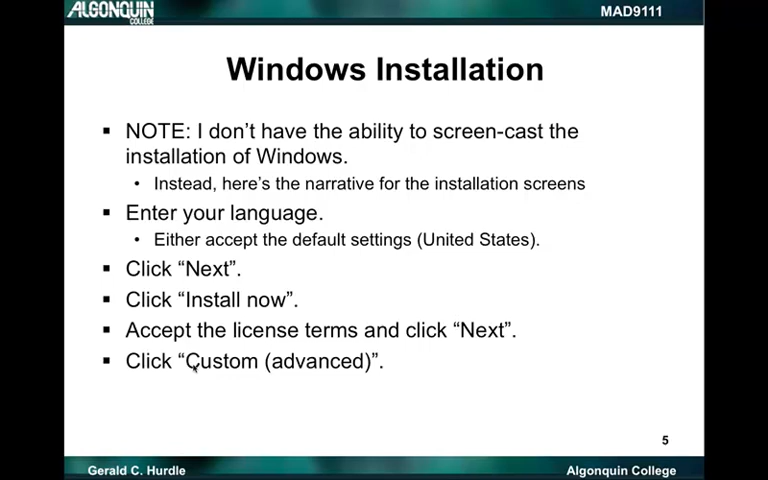 ALGONQUIN
COLLEGE
MAD9111
Windows Installation
▪ NOTE: I don't have the ability to screen-cast the
installation of Windows.
• Instead, here's the narrative for the installation screens
▪ Enter your language.
• Either accept the default settings (United States).
▪ Click “Next”.
▪ Click “Install now”.
▪ Accept the license terms and click “Next”.
▪ Click “Custom (advanced)”.
5
Gerald C. Hurdle
Algonquin College